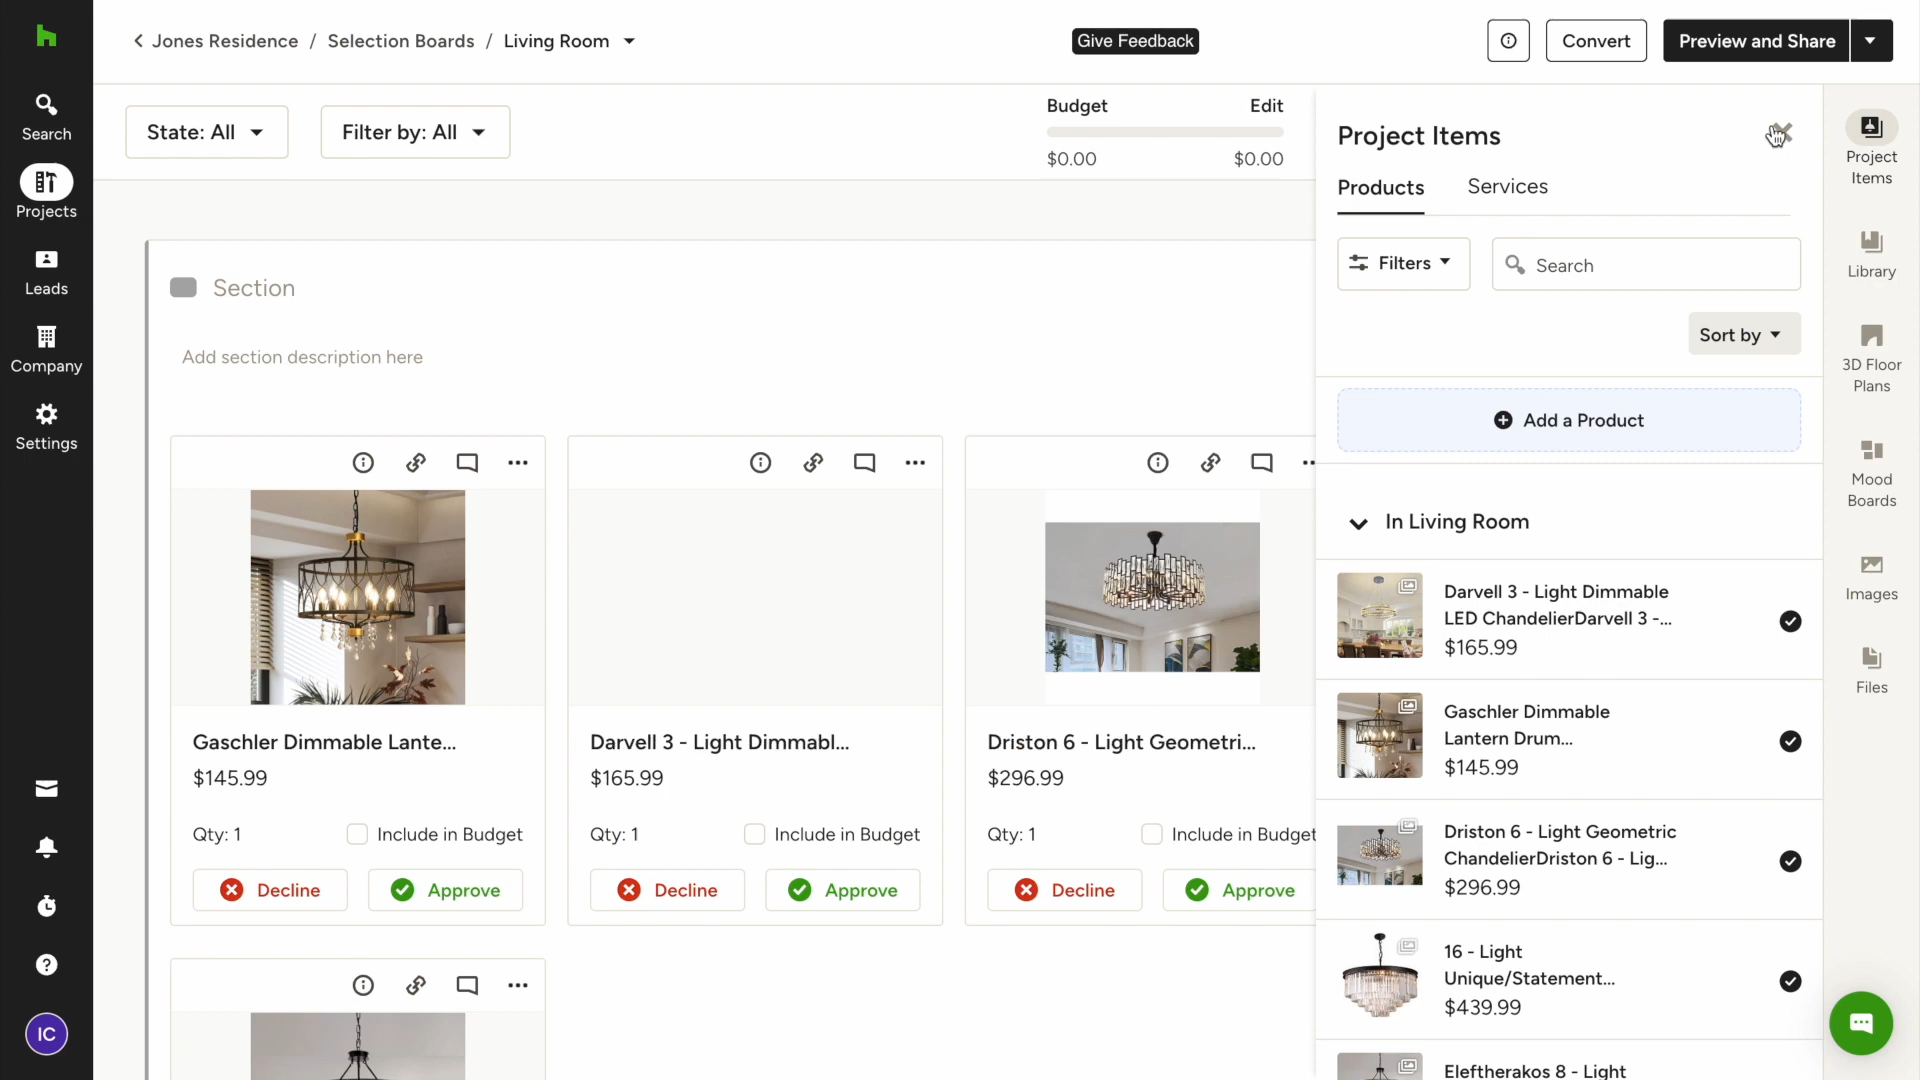 Jones Residence / Selection Boards / Living Room
Give Feedback
Convert
Preview and Share
Search
Projects
Leads
Company
Settings
IC
State: All
Filter by: All
Budget
Edit
$0.00
$0.00
Section
Add section description here
Gaschler Dimmable Lante...
$145.99
Qty: 1
Include in Budget
Decline
Approve
Darvell 3 - Light Dimmabl...
$165.99
Qty: 1
Include in Budget
Decline
Approve
Driston 6 - Light Geometri...
$296.99
Qty: 1
Include in Budget
Decline
Approve
Project Items
Products
Services
Filters
Search
Sort by
Add a Product
In Living Room
Darvell 3 - Light Dimmable
LED ChandelierDarvell 3 -...
$165.99
Gaschler Dimmable
Lantern Drum...
$145.99
Driston 6 - Light Geometric
ChandelierDriston 6 - Lig...
$296.99
16 - Light
Unique/Statement...
$439.99
Eleftherakos 8 - Light
Project
Items
Library
3D Floor
Plans
Mood
Boards
Images
Files